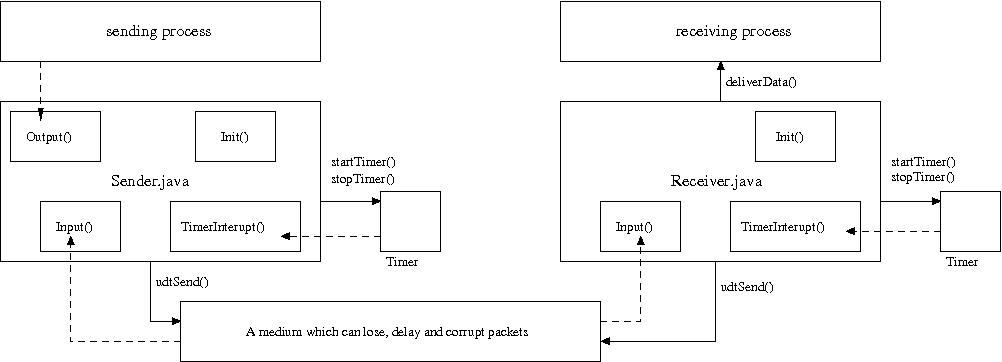 sending process
receiving process
deliverData()
Output()
Init()
Init()
startTimer()
stopTimer()
startTimer()
stopTimer()
Sender.java
Receiver.java
Input()
TimerInterupt()
Input()
TimerInterupt()
Timer
Timer
udtSend()
udtSend()
A medium which can lose, delay and corrupt packets